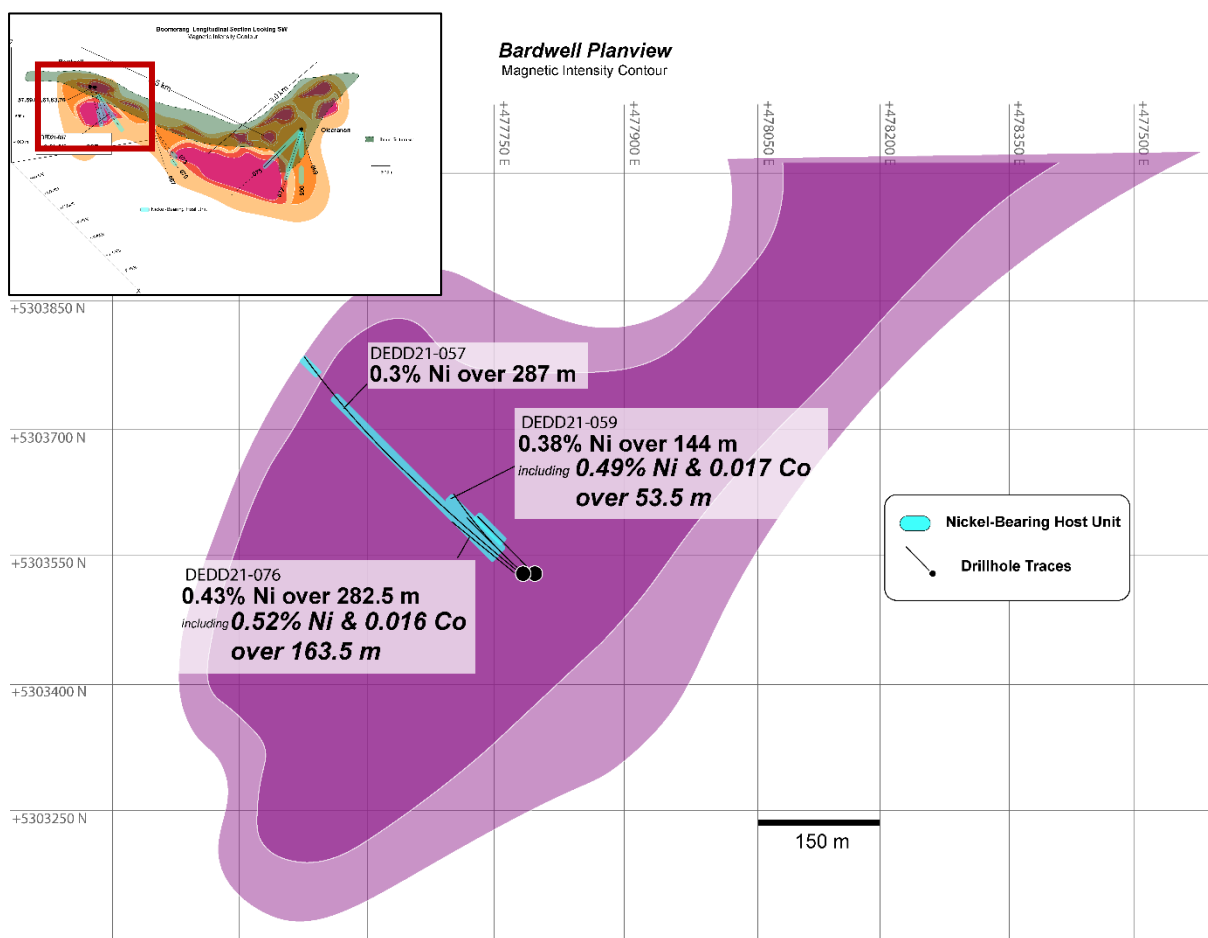 Boomerang Longitudinal Section Looking SW
Magnetic Intensity Contour
5 km
Nickel-Bearing Host Unit
Bardwell Planview
Magnetic Intensity Contour
+477750 E
+477900 E
+478050 E
+478200 E
+478350 E
+477500 E
+5303850 N
+5303700 N
+5303550 N
+5303400 N
+5303250 N
DEDD21-057
0.3% Ni over 287 m
DEDD21-059
0.38% Ni over 144 m
including 0.49% Ni & 0.017 Co
over 53.5 m
DEDD21-076
0.43% Ni over 282.5 m
including 0.52% Ni & 0.016 Co
over 163.5 m
Nickel-Bearing Host Unit
Drillhole Traces
150 m